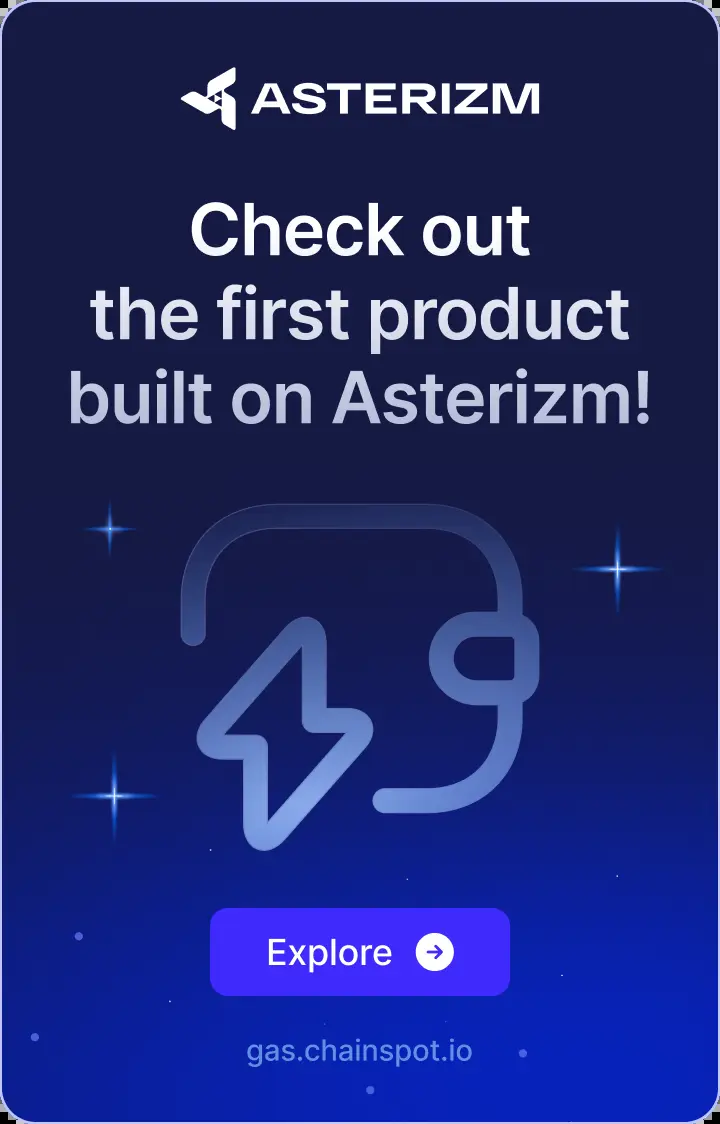 ASTERIZM
Check out
the first product
built on Asterizm!
Explore
gas.chainspot.io